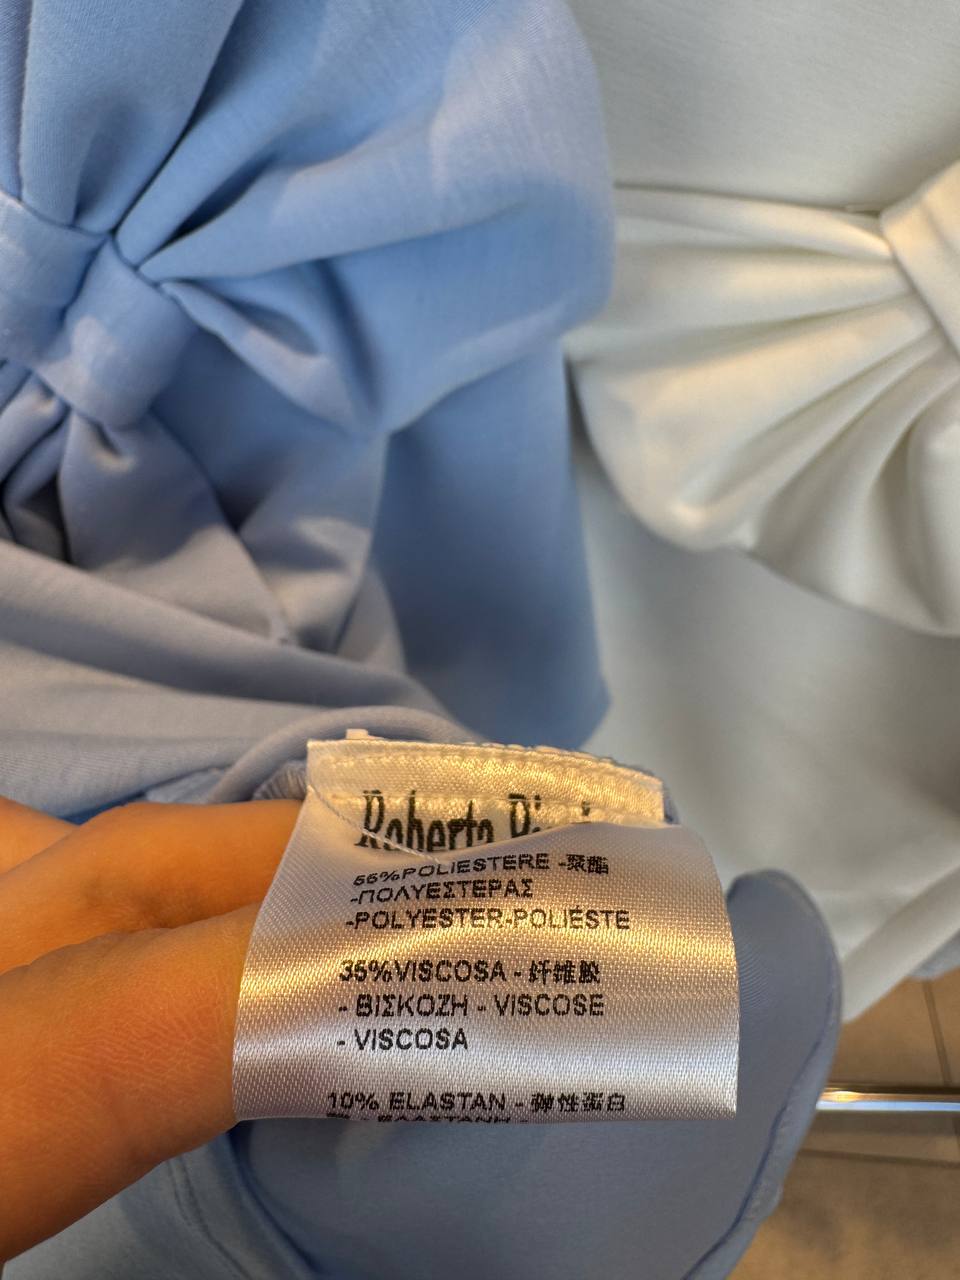 Roberta
55%POLIESTERE -聚酯
-ΠΟΛΥΕΣΤΕΡΑΣ
-POLYESTER-POLIÉSTE
35%VISCOSA - 纤维胶
- ΒΙΣΚΟΖΗ - VISCOSE
- VISCOSA
10% ELASTAN - 弹性蛋白